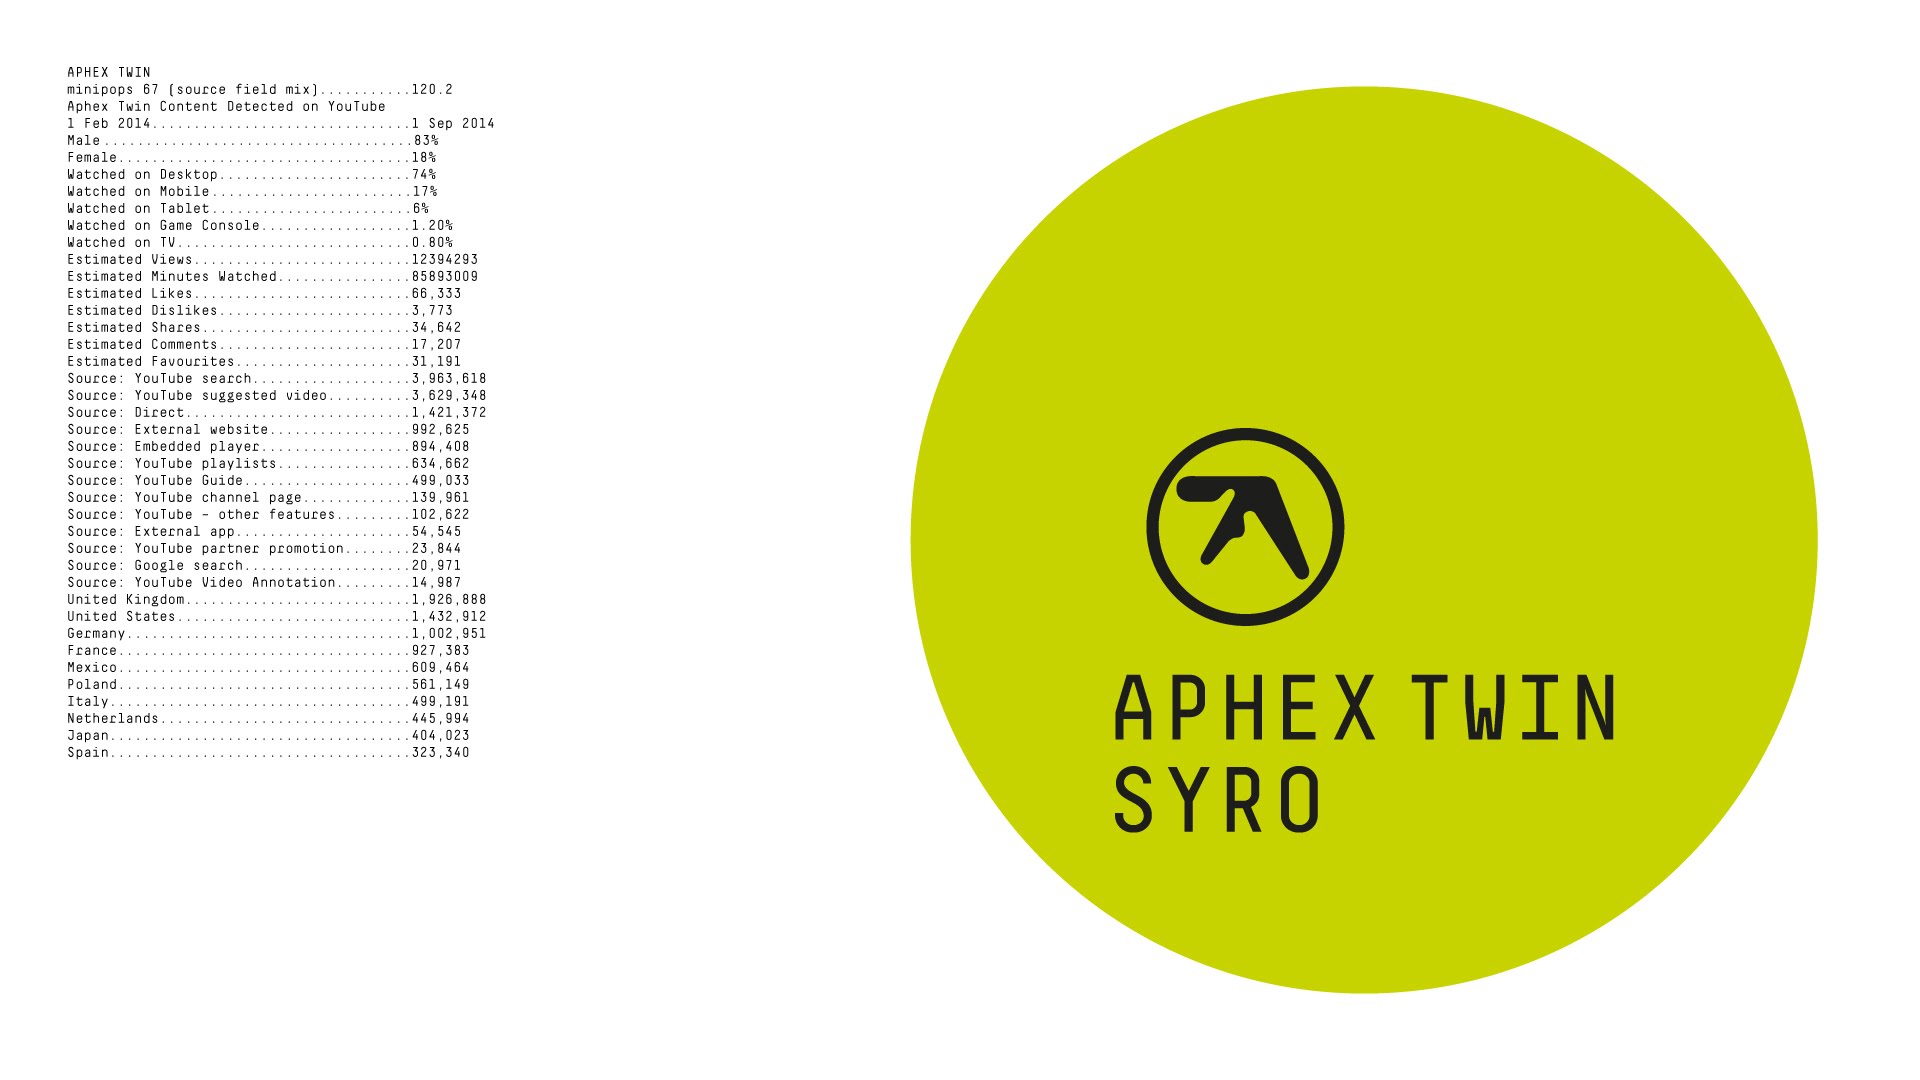 APHEX TWIN
minipops 67 (source field mix)...........120.2
Aphex Twin Content Detected on YouTube
1 Feb 2014...............................1 Sep 2014
Male.....................................83%
Female...................................18%
Watched on Desktop.......................74%
Watched on Mobile........................17%
Watched on Tablet........................6%
Watched on Game Console..................1.20%
Watched on TV............................0.80%
Estimated Views..........................12394293
Estimated Minutes Watched................85893009
Estimated Likes..........................66,333
Estimated Dislikes.......................3,773
Estimated Shares.........................34,642
Estimated Comments.......................17,207
Estimated Favourites.....................31,191
Source: YouTube search...................3,963,618
Source: YouTube suggested video..........3,629,348
Source: Direct...........................1,421,372
Source: External website.................992,625
Source: Embedded player..................894,408
Source: YouTube playlists................634,662
Source: YouTube Guide....................499,033
Source: YouTube channel page.............139,961
Source: YouTube – other features.........102,622
Source: External app.....................54,545
Source: YouTube partner promotion........23,844
Source: Google search....................20,971
Source: YouTube Video Annotation.........14,987
United Kingdom...........................1,926,888
United States............................1,432,912
Germany..................................1,002,951
France...................................927,383
Mexico...................................609,464
Poland...................................561,149
Italy....................................499,191
Netherlands..............................445,994
Japan....................................404,023
Spain....................................323,340
APHEX TWIN
SYRO